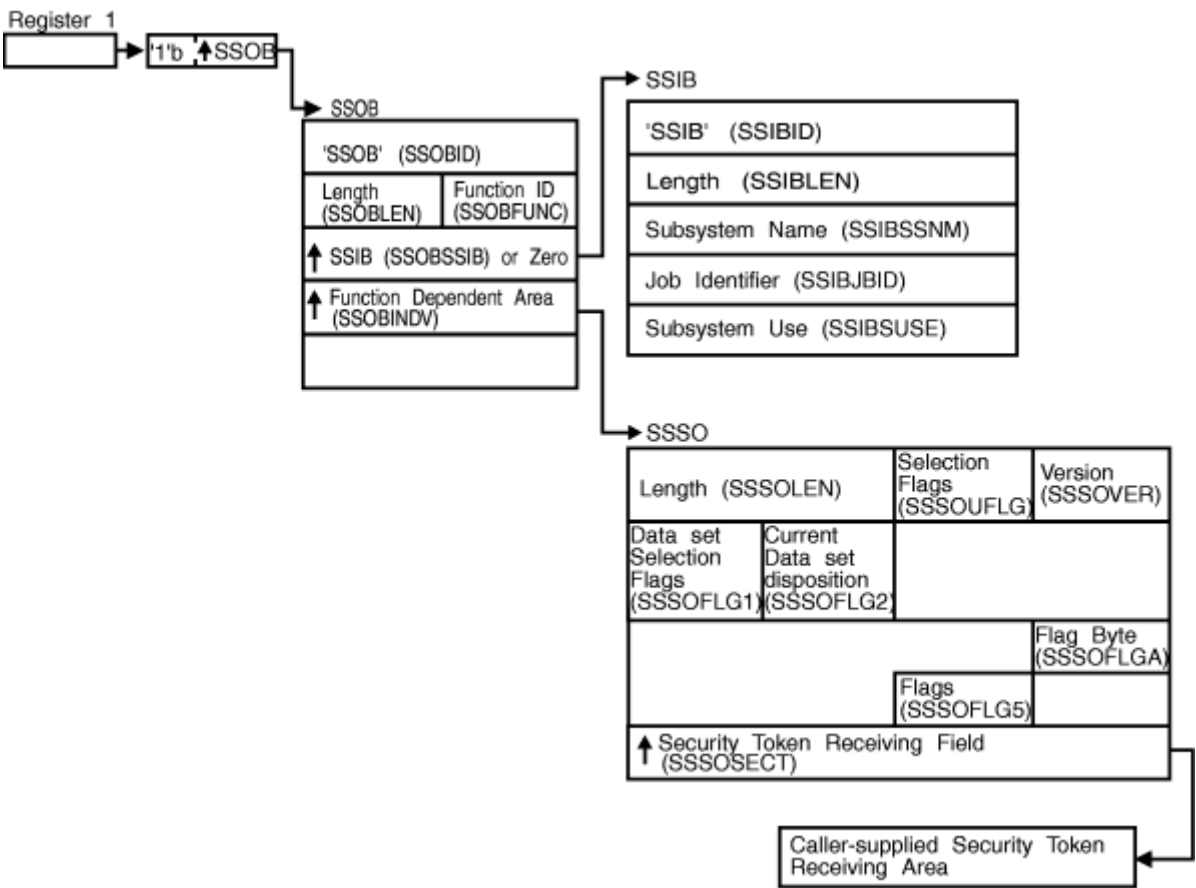 Register 1
'1'b ↑SSOB
SSOB
'SSOB' (SSOBID)
Length
(SSOBLEN)
Function ID
(SSOBFUNC)
↑ SSIB (SSOBSSIB) or Zero
↑ Function Dependent Area
(SSOBINDV)
SSIB
'SSIB' (SSIBID)
Length (SSIBLEN)
Subsystem Name (SSIBSSNM)
Job Identifier (SSIBJBID)
Subsystem Use (SSIBSUSE)
SSSO
Length (SSSOLEN)
Selection
Flags
(SSSOUFLG)
Version
(SSSOVER)
Data set
Selection
Flags
(SSSOFLG1)
Current
Data set
disposition
(SSSOFLG2)
Flag Byte
(SSSOFLGA)
Flags
(SSSOFLG5)
↑ Security Token Receiving Field
(SSSOSECT)
Caller-supplied Security Token
Receiving Area